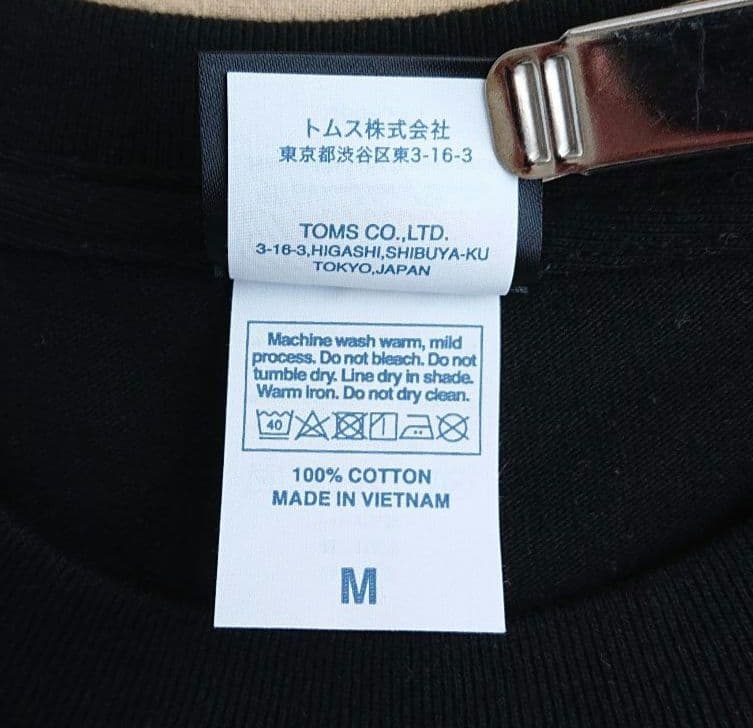 トムス株式会社
東京都渋谷区東3-16-3
TOMS CO.,LTD.
3-16-3,HIGASHI,SHIBUYA-KU
TOKYO,JAPAN
Machine wash warm, mild
process. Do not bleach. Do not
tumble dry. Line dry in shade.
Warm Iron. Do not dry clean.
40
100% COTTON
MADE IN VIETNAM
M